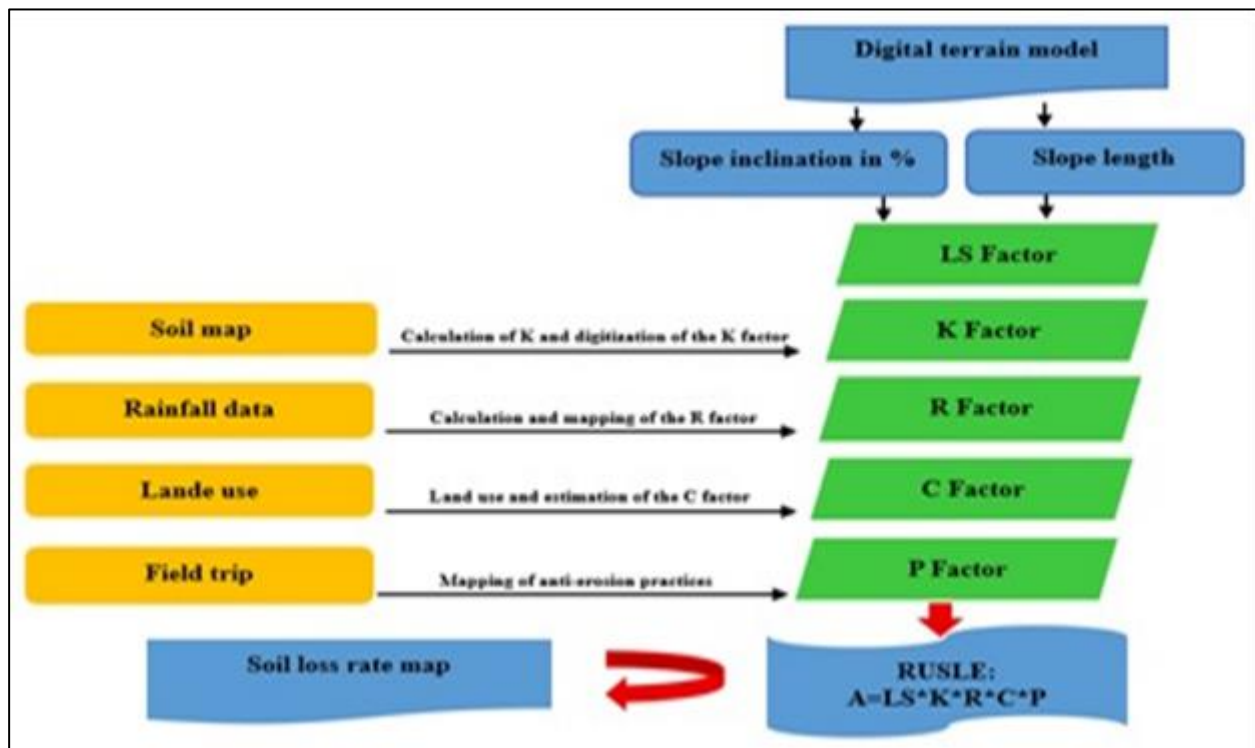 Digital terrain model
Slope inclination in %
Slope length
LS Factor
Soil map
Calculation of K and digitization of the K factor
K Factor
Rainfall data
Calculation and mapping of the R factor
R Factor
Lande use
Land use and estimation of the C factor
C Factor
Field trip
Mapping of anti-erosion practices
P Factor
Soil loss rate map
RUSLE:
A=LS*K*R*C*P